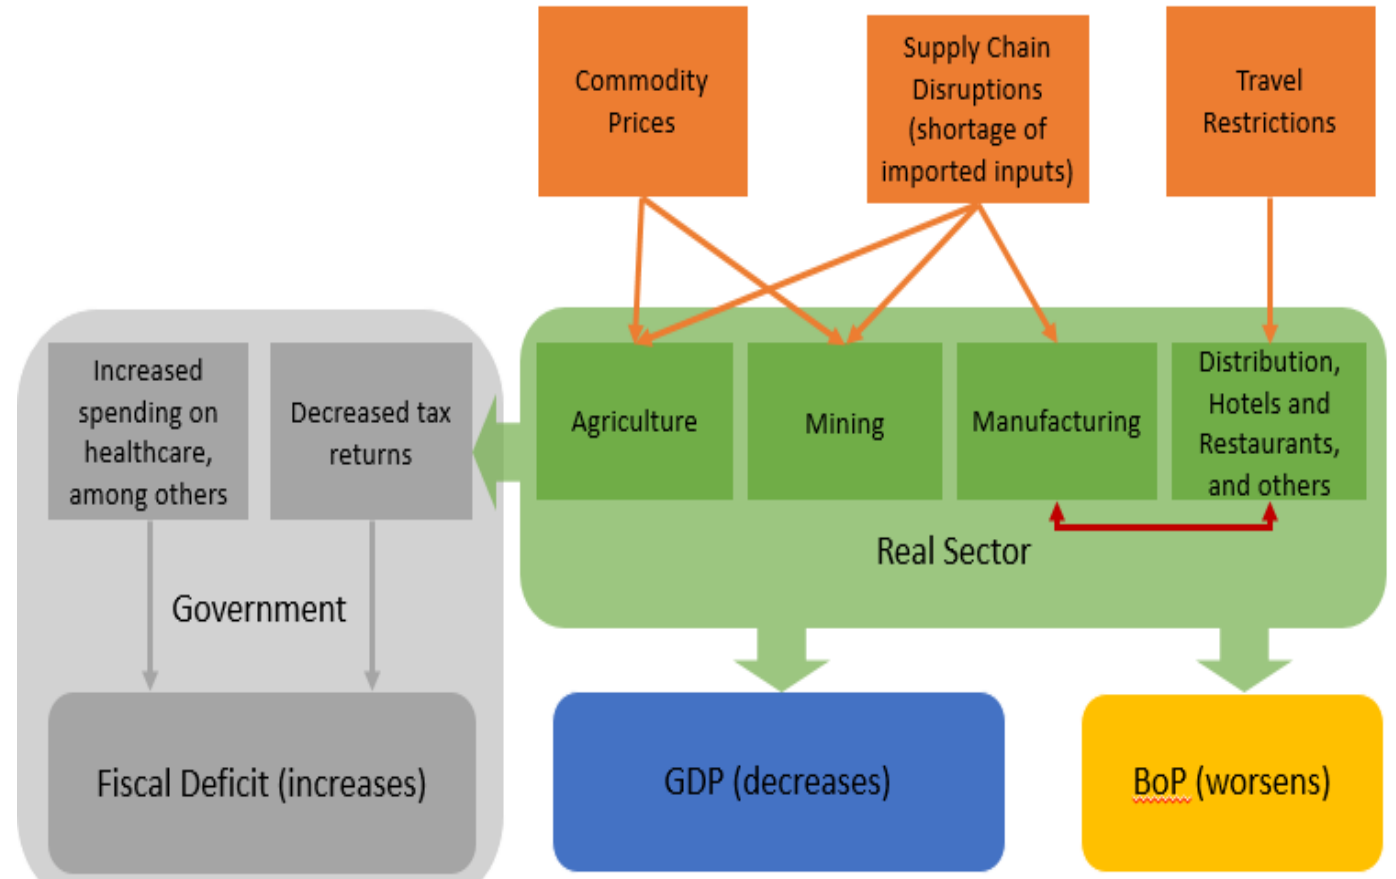 Commodity
Prices
Supply Chain
Disruptions
(shortage of
imported inputs)
Travel
Restrictions
Increased
spending on
healthcare,
among others
Decreased tax
returns
Agriculture
Mining
Manufacturing
Distribution,
Hotels and
Restaurants,
and others
Real Sector
Government
Fiscal Deficit (increases)
GDP (decreases)
BoP (worsens)